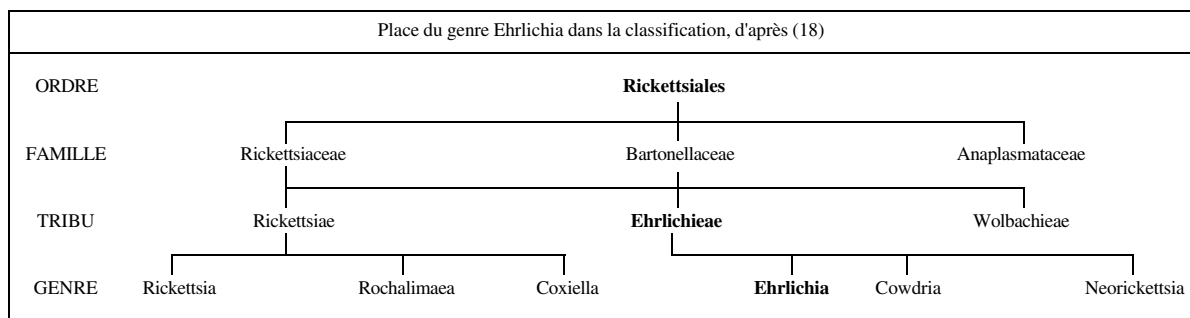 Place du genre Ehrlichia dans la classification, d'après (18)
ORDRE Rickettsiales
FAMILLE Rickettsiaceae Bartonellaceae Anaplasmataceae
TRIBU Rickettsiae Ehrlichieae Wolbachieae
GENRE Rickettsia Rochalimaea Coxiella Ehrlichia Cowdria Neorickettsia